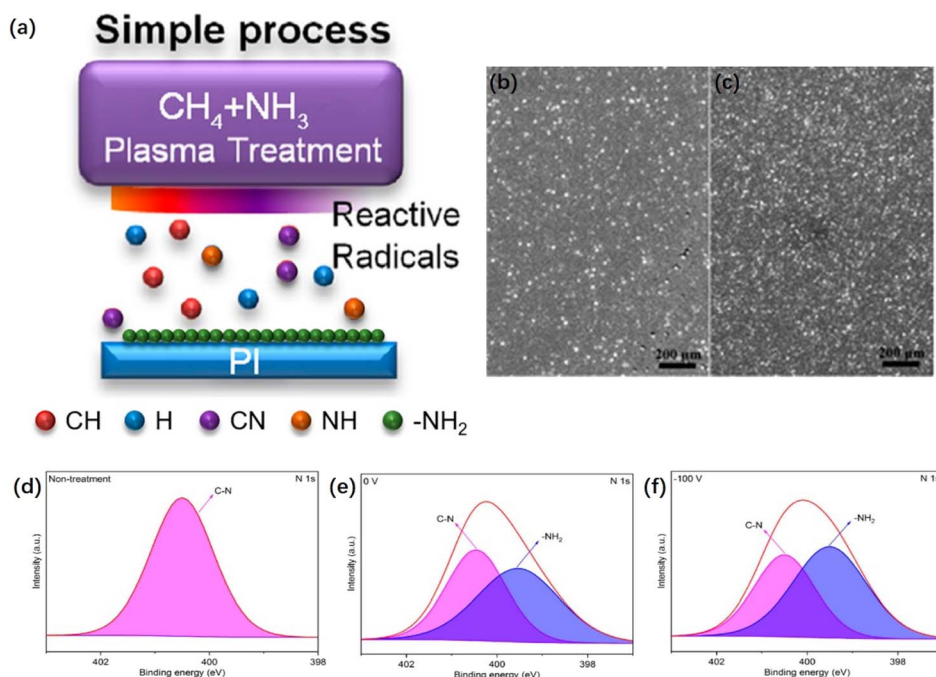 (a)
Simple process
CH₄+NH₃
Plasma Treatment
Reactive
Radicals
PI
CH H CN NH -NH₂
(b)
200 µm
(c)
200 µm
(d)
Non-treatment
N 1s
C-N
Intensity (a.u.)
402 400 398
Binding energy (eV)
(e)
0 V
N 1s
C-N
-NH₂
Intensity (a.u.)
402 400 398
Binding energy (eV)
(f)
-100 V
N 1s
C-N
-NH₂
Intensity (a.u.)
402 400 398
Binding energy (eV)